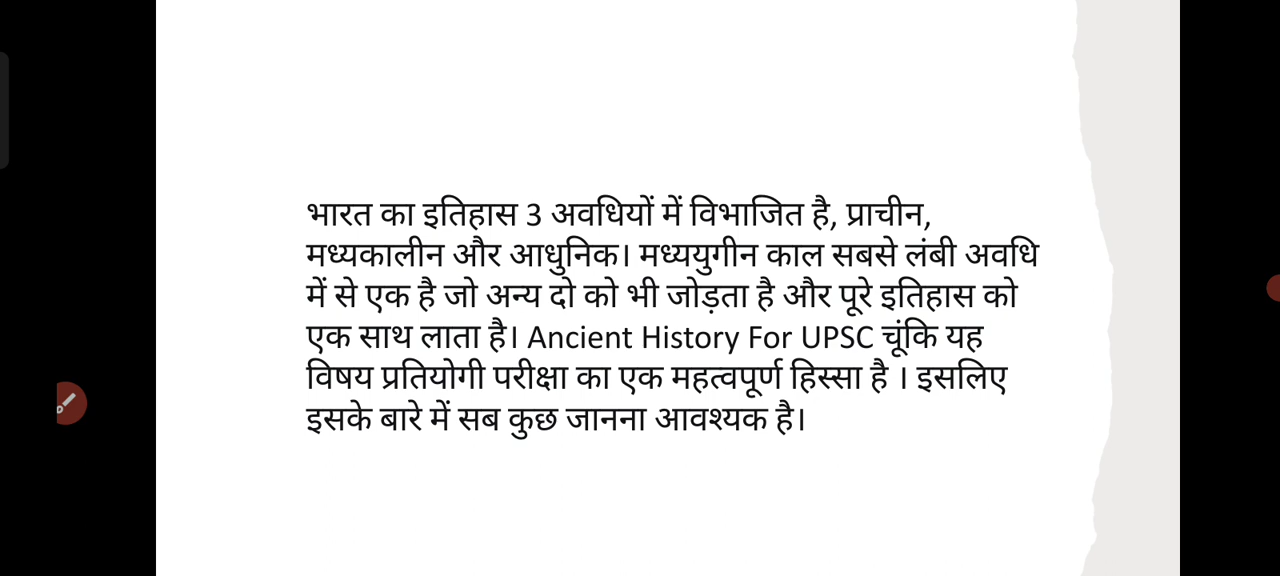 भारत का इतिहास 3 अवधियों में विभाजित है, प्राचीन,
मध्यकालीन और आधुनिक। मध्ययुगीन काल सबसे लंबी अवधि
में से एक है जो अन्य दो को भी जोड़ता है और पूरे इतिहास को
एक साथ लाता है। Ancient History For UPSC चूंकि यह
विषय प्रतियोगी परीक्षा का एक महत्वपूर्ण हिस्सा है । इसलिए
इसके बारे में सब कुछ जानना आवश्यक है।